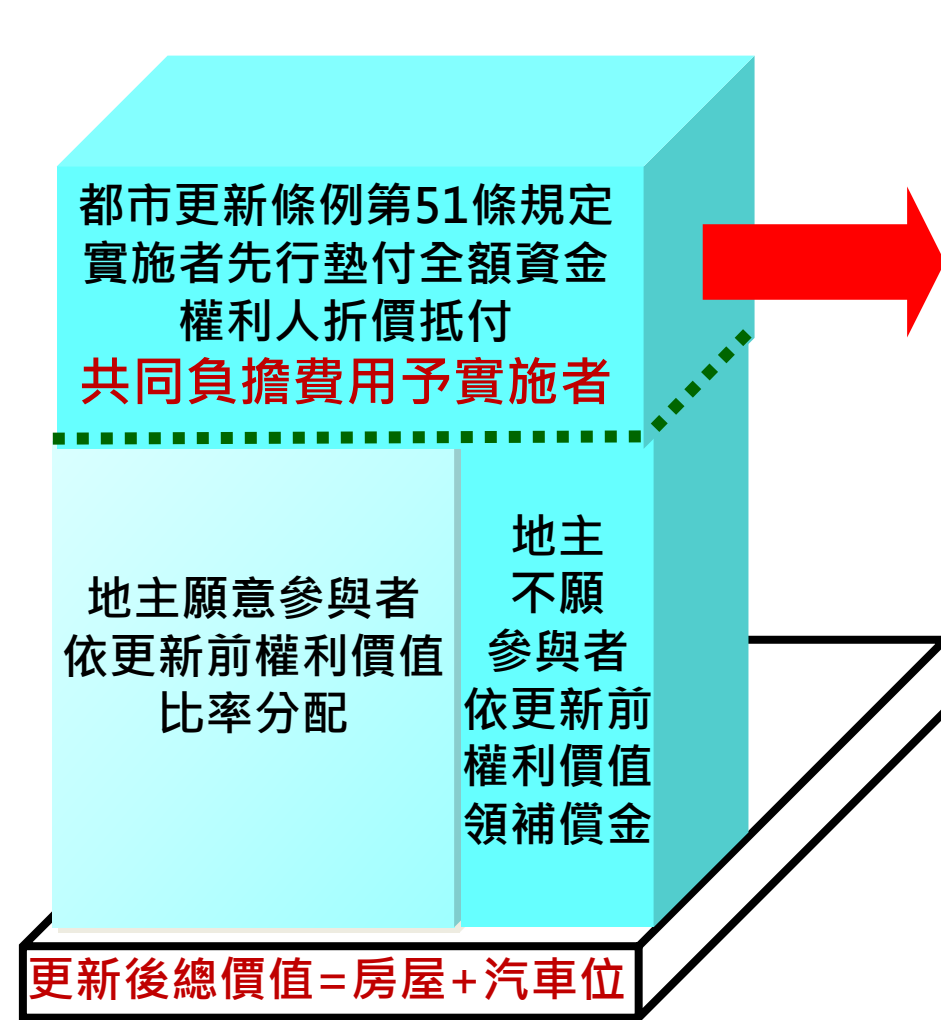 都市更新條例第51條規定
實施者先行墊付全額資金
權利人折價抵付
共同負擔費用予實施者
地主願意參與者
依更新前權利價值
比率分配
地主
不願
參與者
依更新前
權利價值
領補償金
更新後總價值=房屋+汽車位